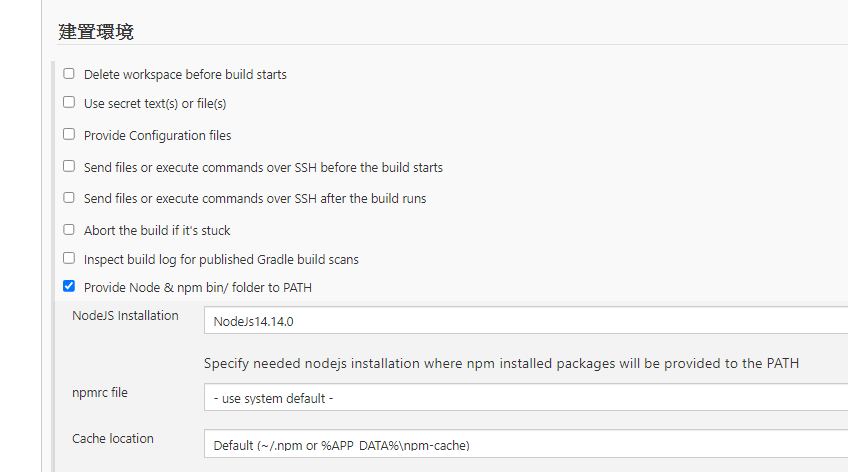 建置環境
Delete workspace before build starts
Use secret text(s) or file(s)
Provide Configuration files
Send files or execute commands over SSH before the build starts
Send files or execute commands over SSH after the build runs
Abort the build if it's stuck
Inspect build log for published Gradle build scans
Provide Node & npm bin/ folder to PATH
NodeJS Installation
NodeJs14.14.0
Specify needed nodejs installation where npm installed packages will be provided to the PATH
npmrc file
- use system default -
Cache location
Default (~/.npm or %APP_DATA%\npm-cache)